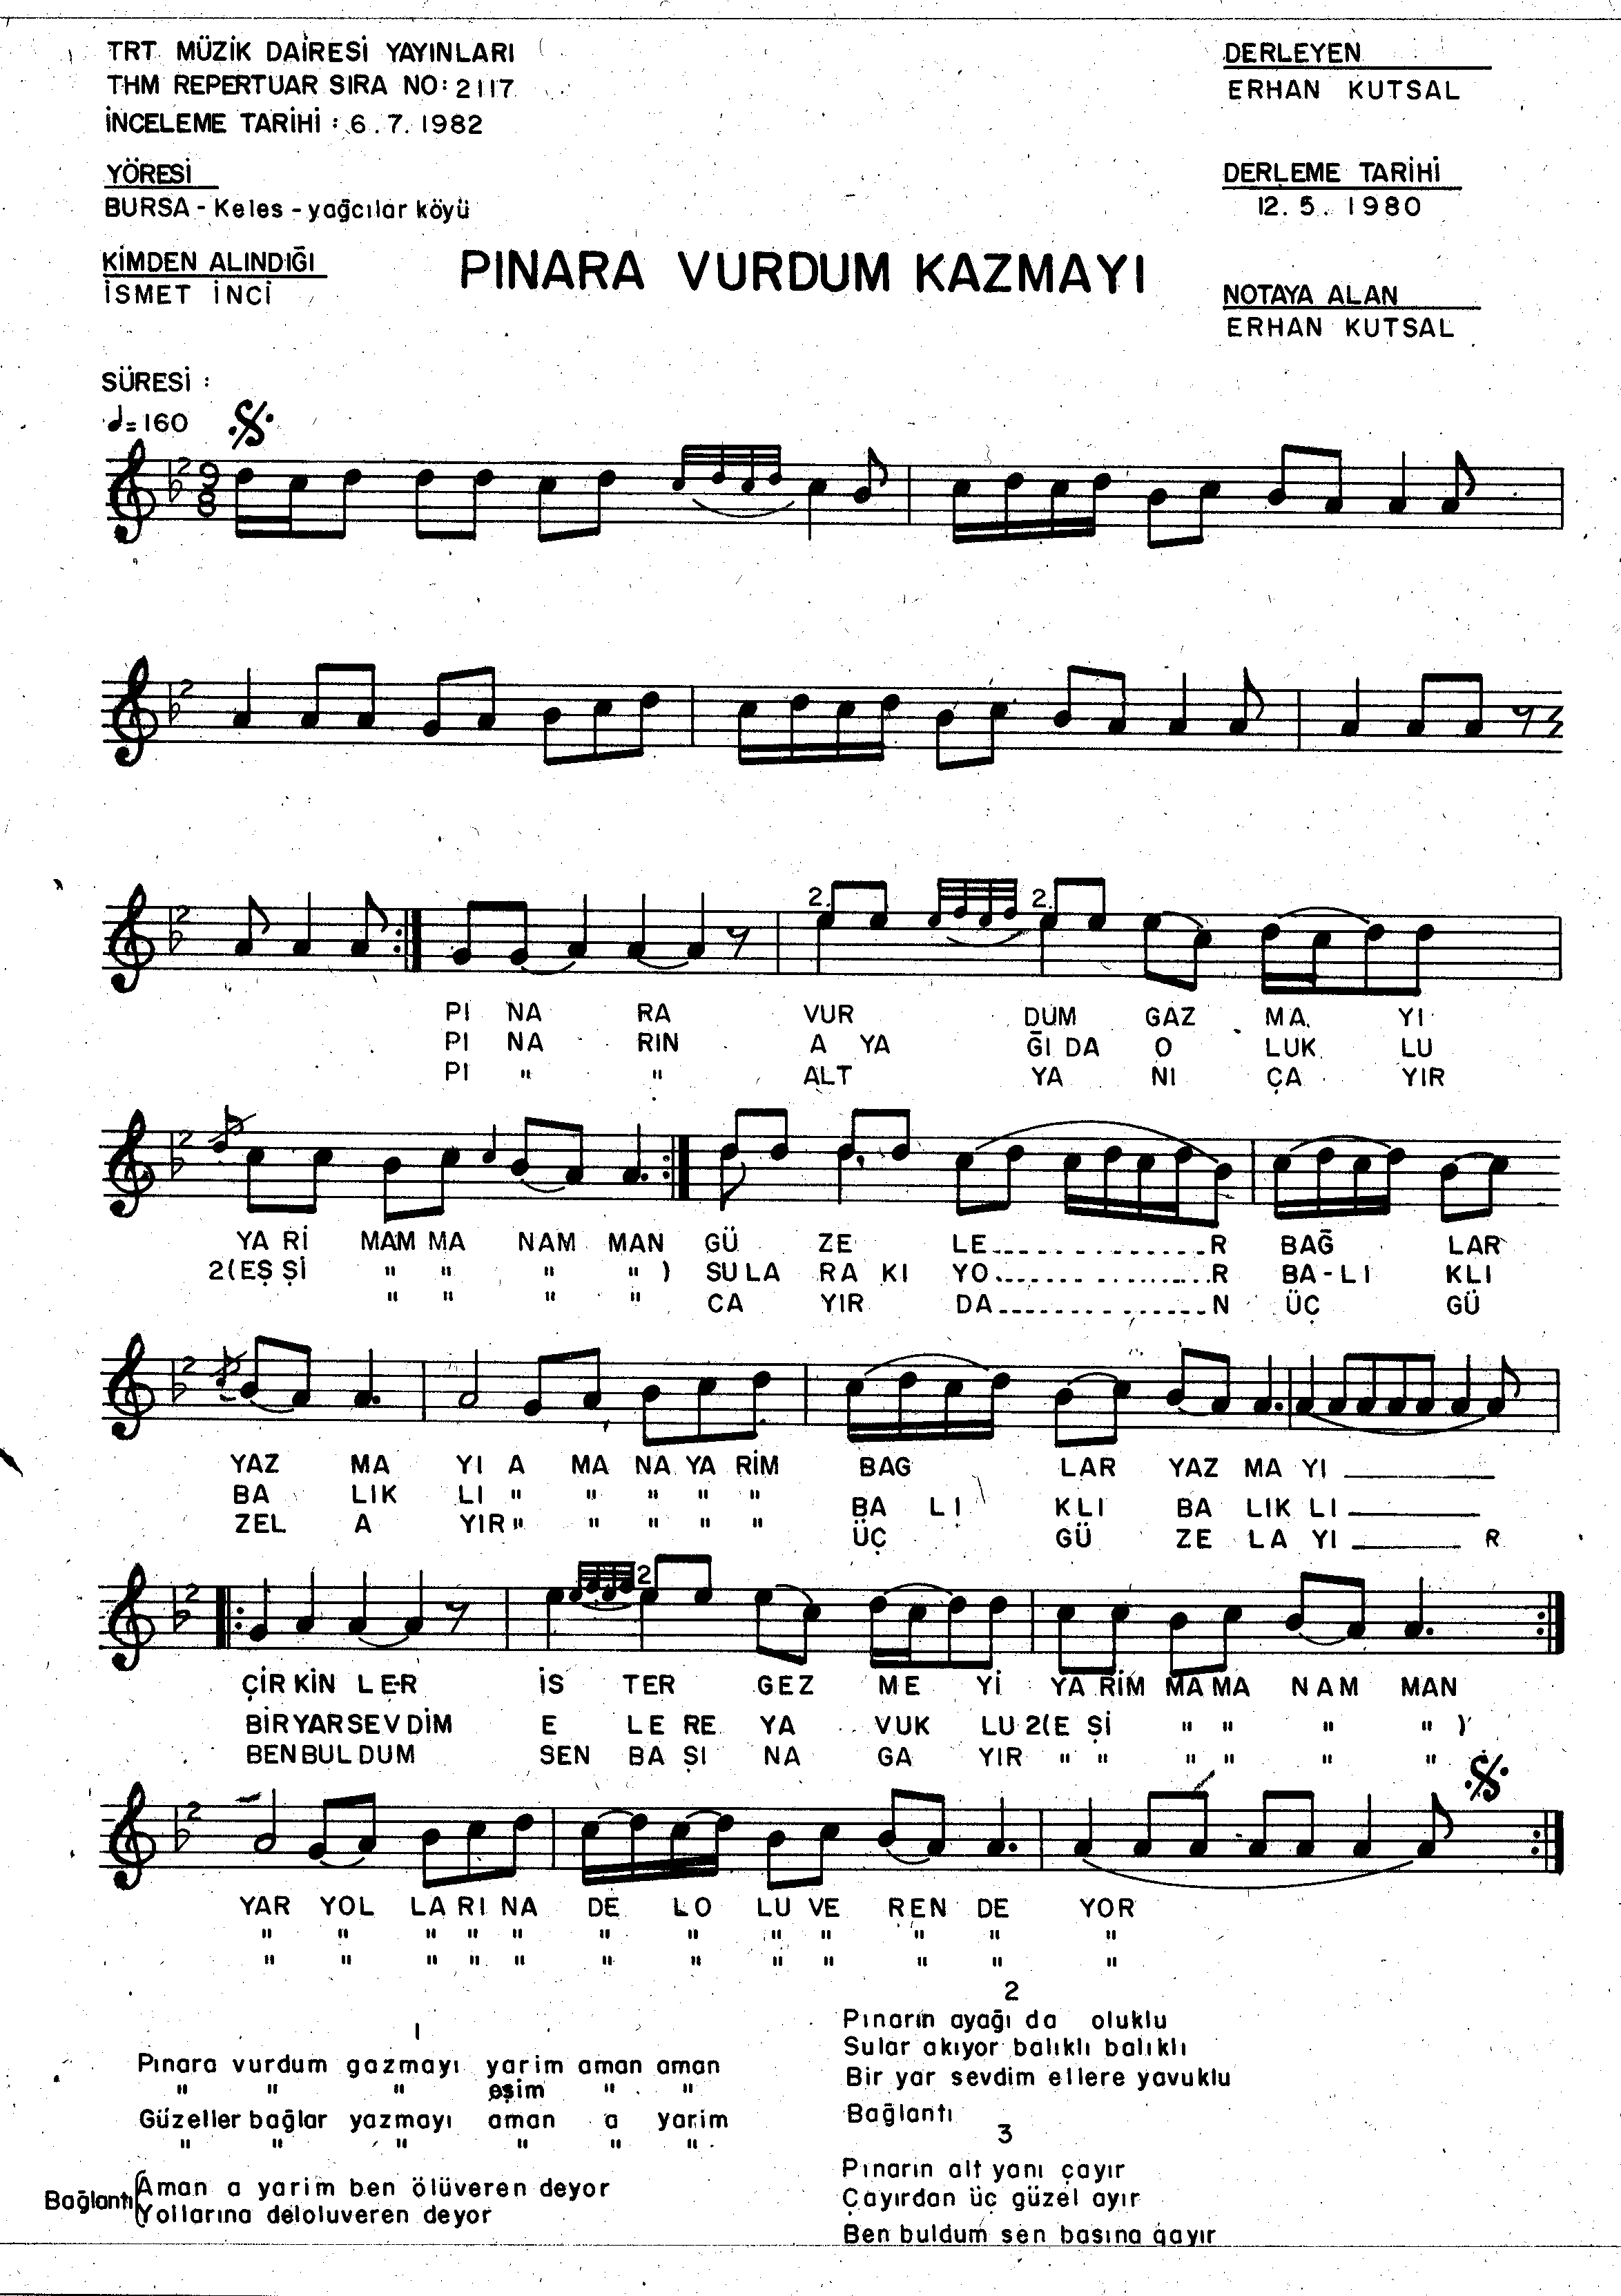 TRT MÜZİK DAİRESİ YAYINLARI
THM REPERTUAR SIRA NO: 2117
İNCELEME TARİHİ : 6.7.1982
YÖRESİ
BURSA - Keles - yağcılar köyü
KİMDEN ALINDIĞI
İSMET İNCİ
DERLEYEN
ERHAN KUTSAL
DERLEME TARİHİ
12.5.1980
NOTAYA ALAN
ERHAN KUTSAL
PINARA VURDUM KAZMAYI
SÜRESİ :
= 160
2 9 8
2
2 2. 2.
PI NA RA VUR DUM GAZ MA YI
PI NA RIN A YA ĞI DA O LUK LU
PI " " ALT YA NI ÇA YIR
2
YA Rİ MAM MA NAM MAN GÜ ZE LE............R BAĞ LAR
2(EŞ Şİ " " " " ) SU LA RA KI YO............R BA-LI KLI
" " " " CA YIR DA............N ÜÇ GÜ
2
YAZ MA YI A MA NA YA RİM BAG LAR YAZ MA YI
BA LIK LI " " " " " BA LI KLI BA LIK LI
ZEL A YIR " " " " " ÜÇ GÜ ZE LA YI R
2 2
ÇİR KİN LER İS TER GEZ ME Yİ YA RİM MA MA NAM MAN
BİR YAR SEV DİM E LE RE YA VUK LU 2(E Şİ " " " " )
BEN BUL DUM SEN BA ŞI NA GA YIR " " " " " "
2
YAR YOL LA RI NA DE LO LU VE REN DE YOR
" " " " " " " " " " " "
" " " " " " " " " " " "
1
Pınara vurdum gazmayı yarim aman aman
" " " eşim " "
Güzeller bağlar yazmayı aman a yarim
" " " " " "
Bağlantı
Aman a yarim ben ölüveren deyor
Yollarına deloluveren deyor
2
Pınarın ayağı da oluklu
Sular akıyor balıklı balıklı
Bir yar sevdim ellere yavuklu
Bağlantı
3
Pınarın alt yanı çayır
Çayırdan üç güzel ayır
Ben buldum sen basına gayır